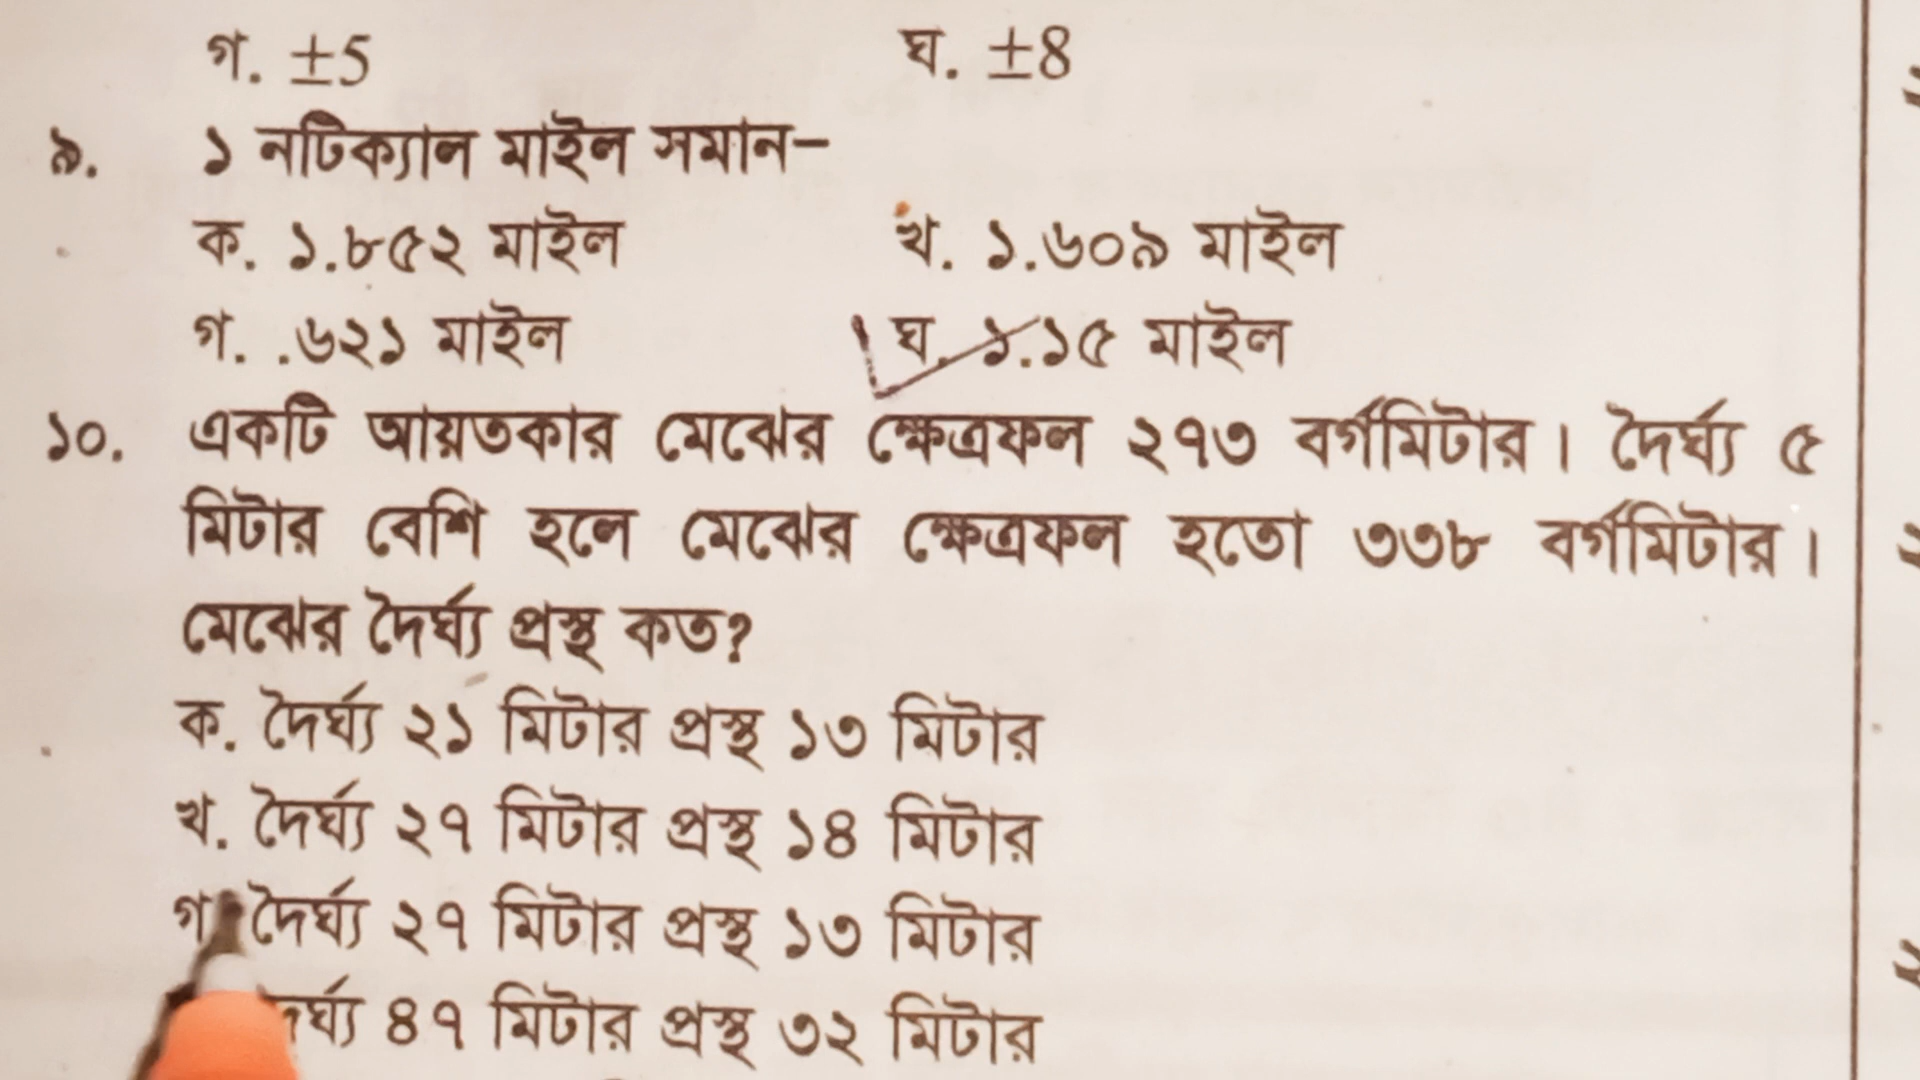 গ. ±5 ঘ. ±8
৯. ১ নটিক্যাল মাইল সমান–
ক. ১.৮৫২ মাইল খ. ১.৬০৯ মাইল
গ. .৬২১ মাইল ঘ. ১.১৫ মাইল
১০. একটি আয়তকার মেঝের ক্ষেত্রফল ২৭৩ বর্গমিটার। দৈর্ঘ্য ৫
মিটার বেশি হলে মেঝের ক্ষেত্রফল হতো ৩৩৮ বর্গমিটার।
মেঝের দৈর্ঘ্য প্রস্থ কত?
ক. দৈর্ঘ্য ২১ মিটার প্রস্থ ১৩ মিটার
খ. দৈর্ঘ্য ২৭ মিটার প্রস্থ ১৪ মিটার
গ. দৈর্ঘ্য ২৭ মিটার প্রস্থ ১৩ মিটার
৪৭ মিটার প্রস্থ ৩২ মিটার